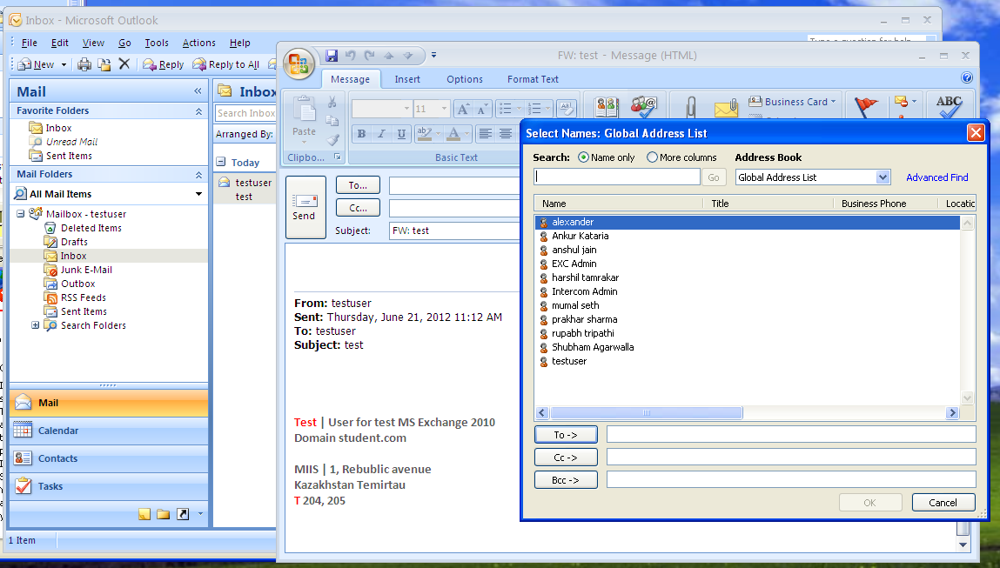 Inbox - Microsoft Outlook
File Edit View Go Tools Actions Help
New Reply Reply to All
Mail
Favorite Folders
Inbox
Unread Mail
Sent Items
Mail Folders
All Mail Items
Mailbox - testuser
Deleted Items
Drafts
Inbox
Junk E-Mail
Outbox
RSS Feeds
Sent Items
Search Folders
Mail
Calendar
Contacts
Tasks
1 Item
Inbox
Search Inbox
Arranged By:
Today
testuser
test
FW: test - Message (HTML)
Message Insert Options Format Text
Paste
11
Business Card
ABC
B I U
Clipbo...
Basic Text
Send
To...
Cc...
Subject: FW: test
From: testuser
Sent: Thursday, June 21, 2012 11:12 AM
To: testuser
Subject: test
Test | User for test MS Exchange 2010
Domain student.com
MIIS | 1, Rebublic avenue
Kazakhstan Temirtau
T 204, 205
Select Names: Global Address List
Search: Name only More columns Address Book
Go Global Address List Advanced Find
Name Title Business Phone Locatic
alexander
Ankur Kataria
anshul jain
EXC Admin
harshil tamrakar
Intercom Admin
mumal seth
prakhar sharma
rupabh tripathi
Shubham Agarwalla
testuser
To ->
Cc ->
Bcc ->
OK Cancel